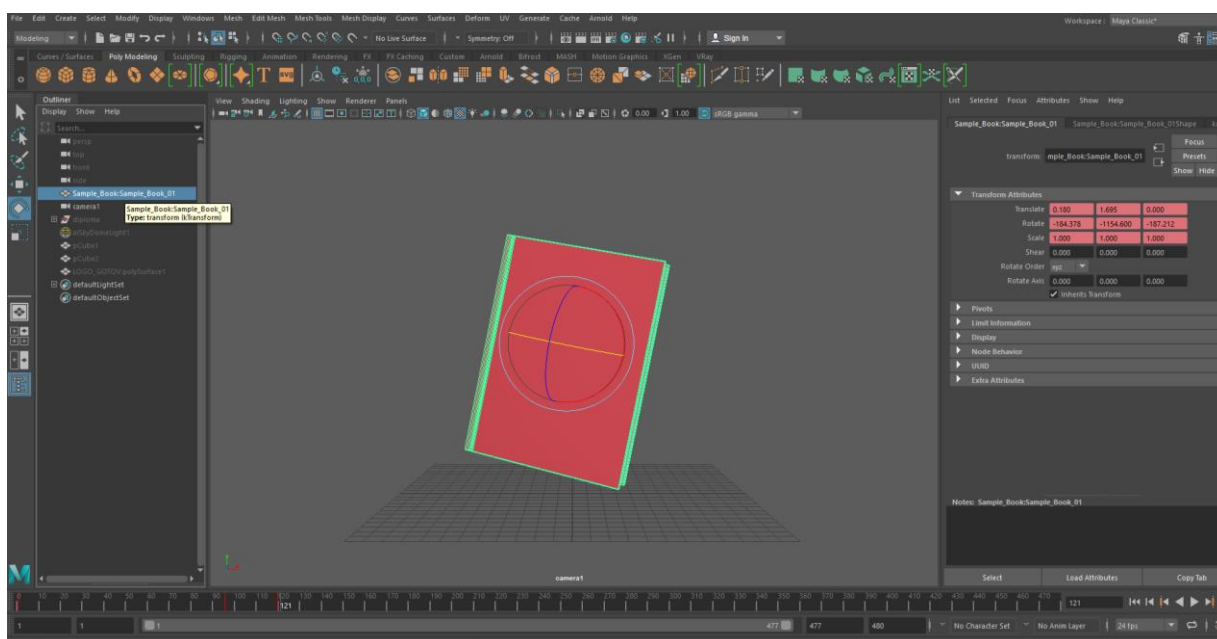 File Edit Create Select Modify Display Windows Mesh Edit Mesh Mesh Tools Mesh Display Curves Surfaces Deform UV Generate Cache Arnold Help
Workspace: Maya Classic*
Modeling
No Live Surface
Symmetry: Off
Sign In
Curves / Surfaces Poly Modeling Sculpting Rigging Animation Rendering FX FX Caching Custom Arnold Bifrost MASH Motion Graphics XGen VRay
Outliner
Display Show Help
Search...
persp
top
front
side
Sample_Book:Sample_Book_01
camera1
Sample_Book:Sample_Book_01
Type: transform (kTransform)
diploma
aiSkyDomeLight1
pCube1
pCube2
LOGO_GOTOV:polySurface1
defaultLightSet
defaultObjectSet
View Shading Lighting Show Renderer Panels
0.00 1.00 sRGB gamma
camera1
List Selected Focus Attributes Show Help
Sample_Book:Sample_Book_01 Sample_Book:Sample_Book_01Shape
transform: mple_Book:Sample_Book_01
Focus
Presets
Show Hide
Transform Attributes
Translate 0.180 1.695 0.000
Rotate -184.378 -1154.600 -187.212
Scale 1.000 1.000 1.000
Shear 0.000 0.000 0.000
Rotate Order xyz
Rotate Axis 0.000 0.000 0.000
Inherits Transform
Pivots
Limit Information
Display
Node Behavior
UUID
Extra Attributes
Notes: Sample_Book:Sample_Book_01
Select Load Attributes Copy Tab
0 10 20 30 40 50 60 70 80 90 100 110 120 130 140 150 160 170 180 190 200 210 220 230 240 250 260 270 280 290 300 310 320 330 340 350 360 370 380 390 400 410 420 430 440 450 460 470
121
121
1 1 1 477 477 480 No Character Set No Anim Layer 24 fps